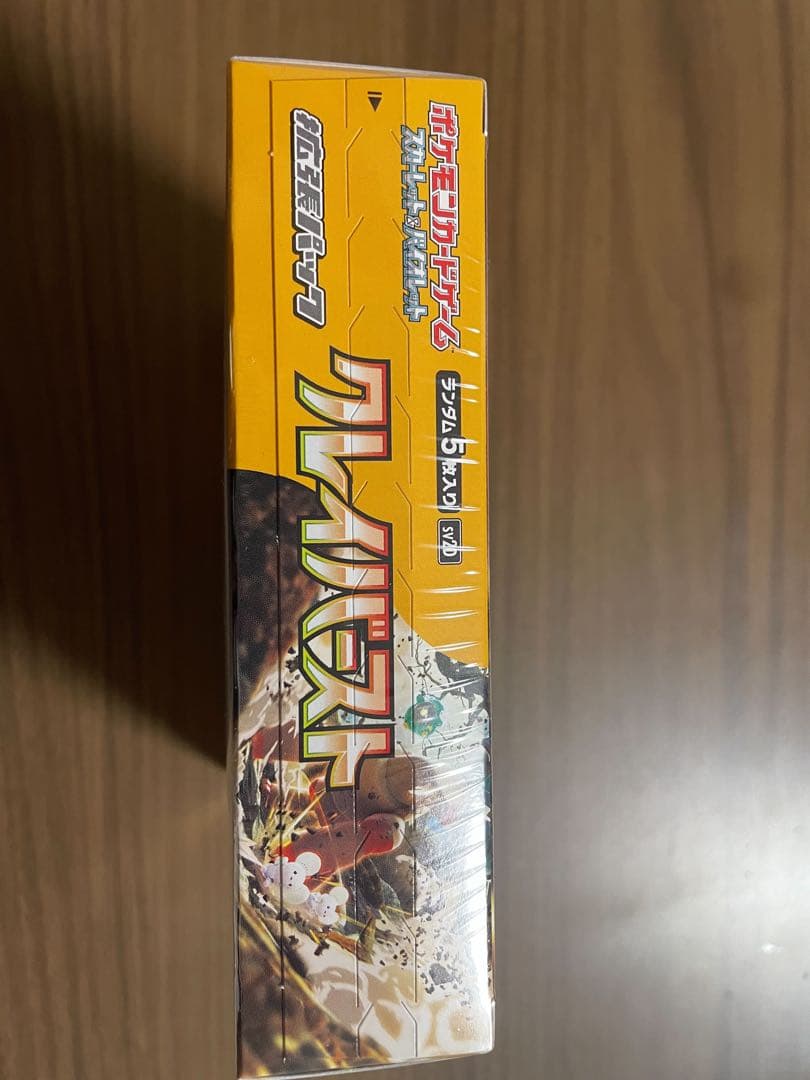 ポケモンカードゲーム
スカーレット&バイオレット
拡張パック
ランダム5枚入り
SV2D
クレイバースト